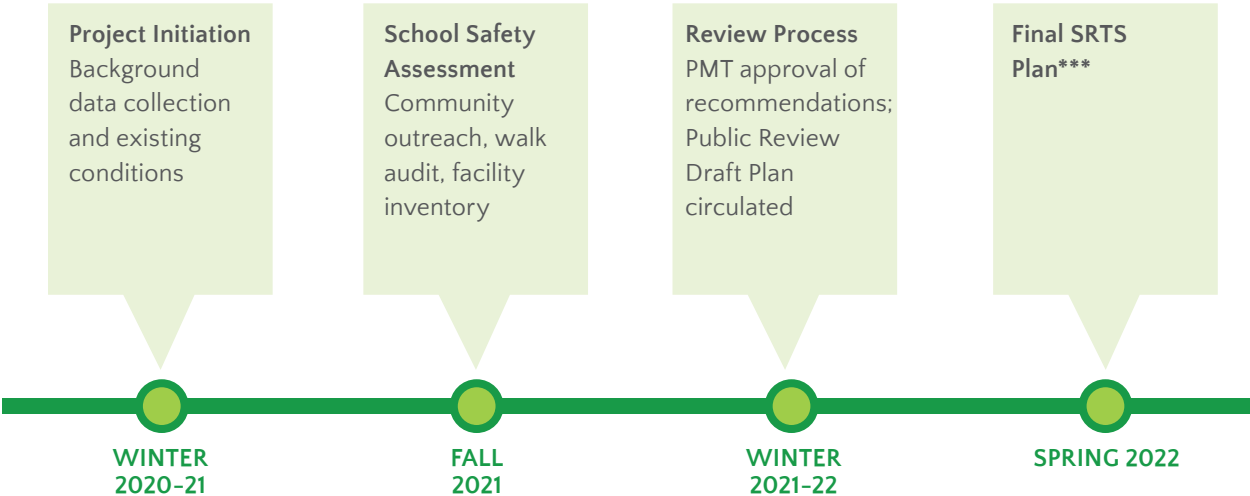 Project Initiation
Background
data collection
and existing
conditions
School Safety
Assessment
Community
outreach, walk
audit, facility
inventory
Review Process
PMT approval of
recommendations;
Public Review
Draft Plan
circulated
Final SRTS
Plan***
WINTER
2020-21
FALL
2021
WINTER
2021-22
SPRING 2022